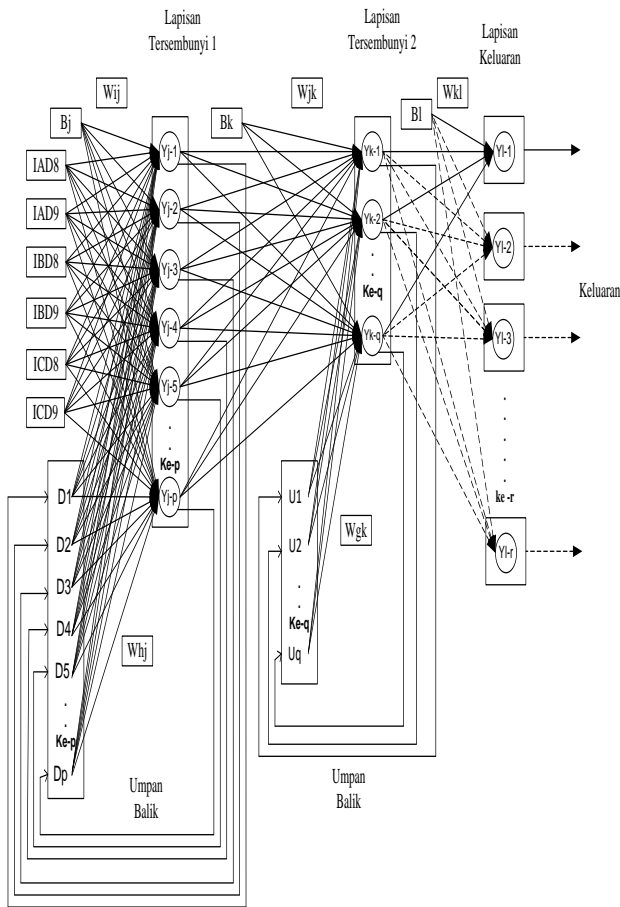 Lapisan
Tersembunyi 1
Lapisan
Tersembunyi 2
Lapisan
Keluaran
Wij
Wjk
Wkl
Bj
Bk
Bl
IAD8
IAD9
IBD8
IBD9
ICD8
ICD9
Yj-1
Yj-2
Yj-3
Yj-4
Yj-5
.
.
Ke-p
Yj-p
Yk-1
Yk-2
.
.
Ke-q
Yk-q
Yl-1
Yl-2
Yl-3
.
.
.
.
.
ke -r
Yl-r
Keluaran
D1
D2
D3
D4
D5
.
.
Ke-p
Dp
Whj
Umpan
Balik
U1
U2
.
.
Ke-q
Uq
Wgk
Umpan
Balik